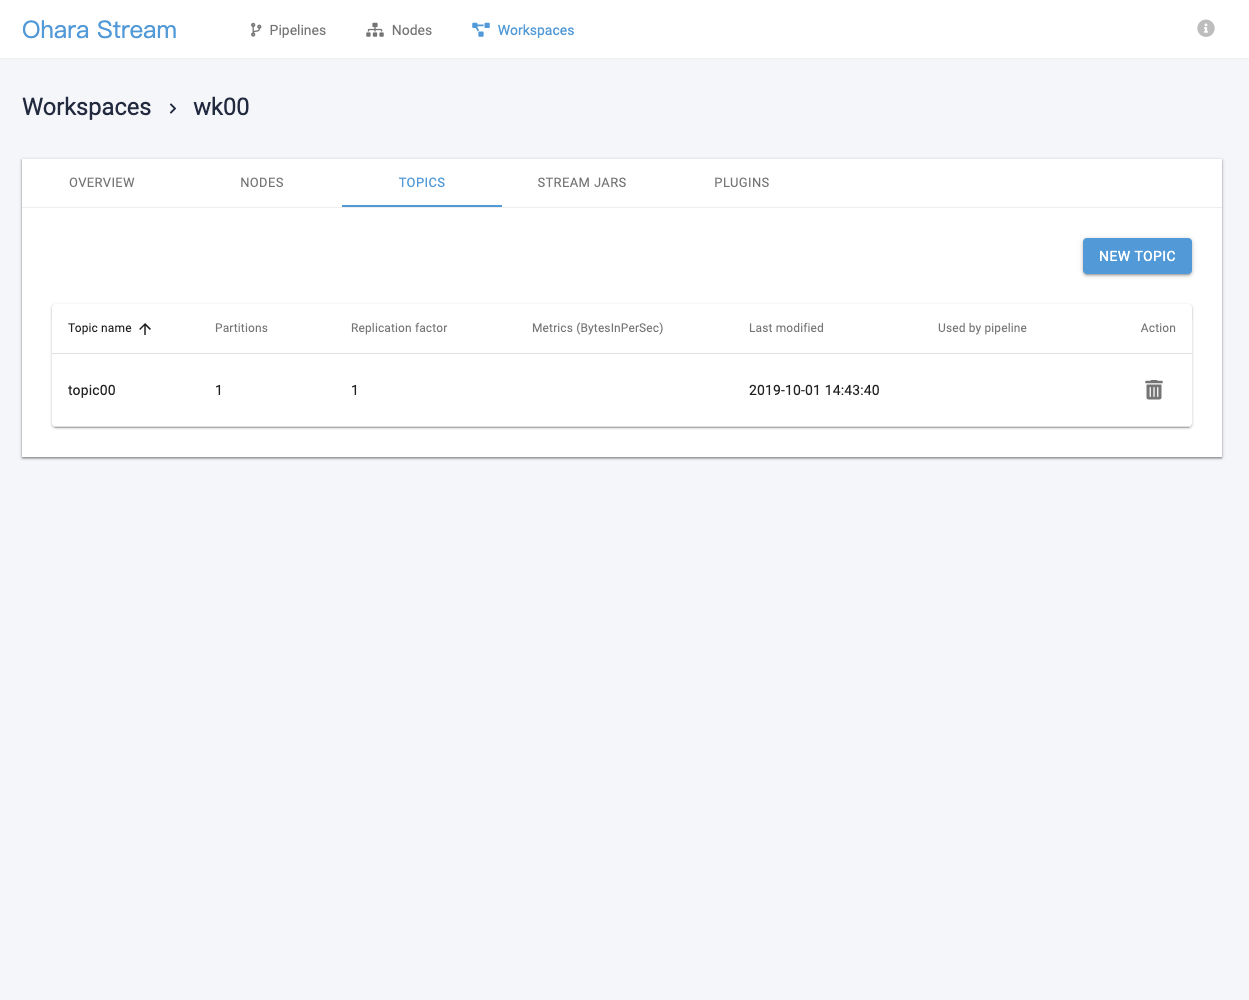 Ohara Stream Pipelines Nodes Workspaces
Workspaces › wk00
OVERVIEW NODES TOPICS STREAM JARS PLUGINS
NEW TOPIC
Topic name Partitions Replication factor Metrics (BytesInPerSec) Last modified Used by pipeline Action
topic00 1 1 2019-10-01 14:43:40